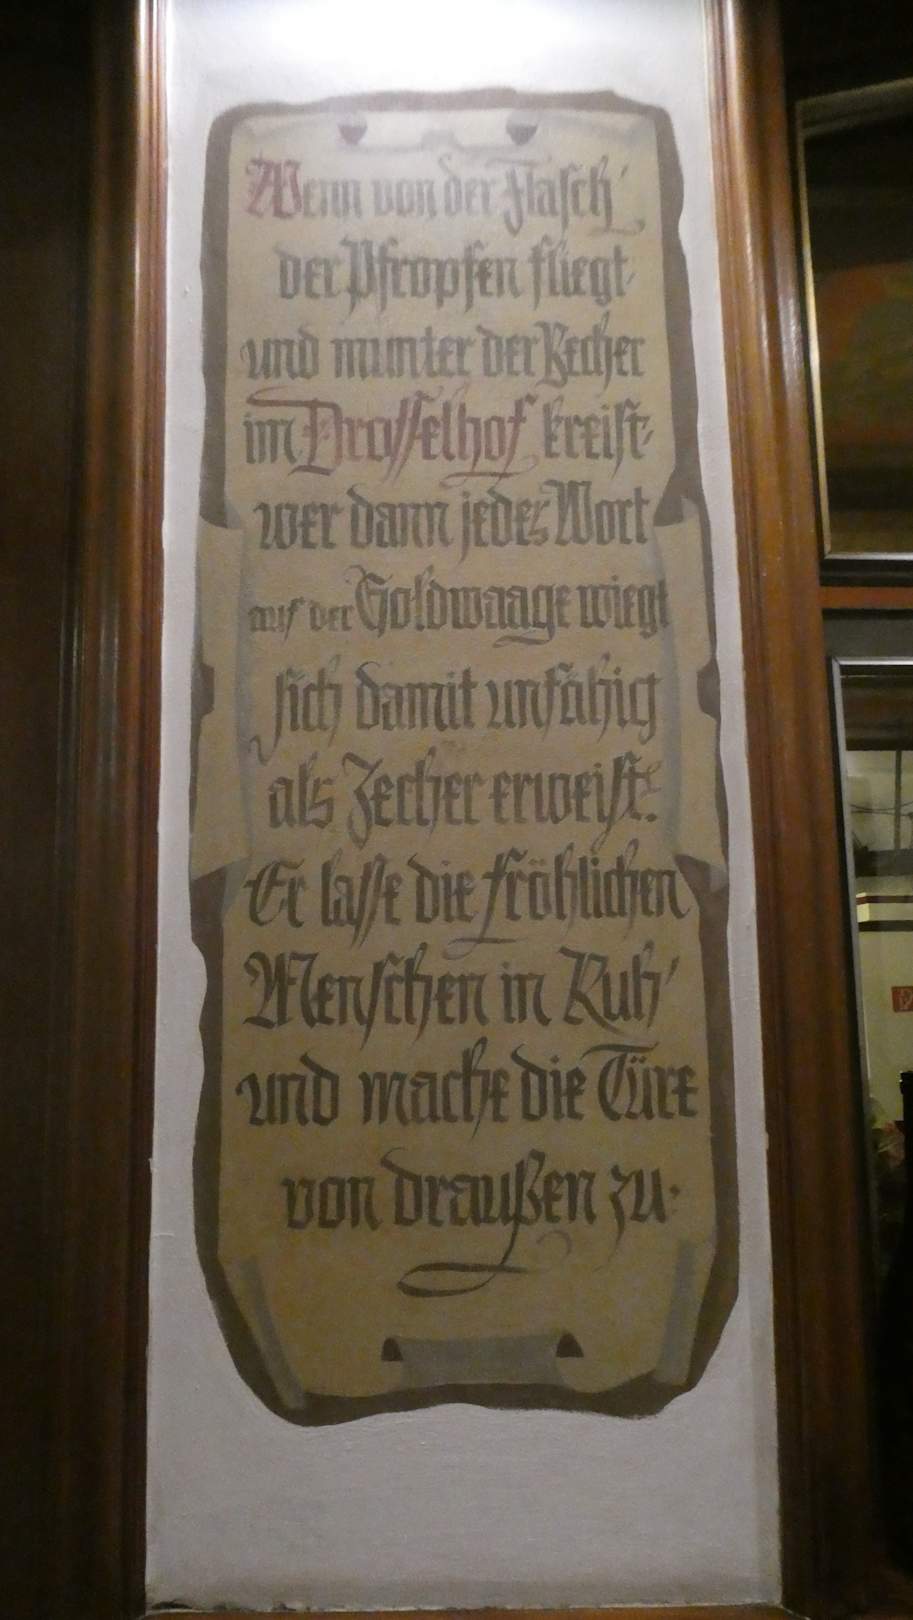 Wenn von der Flasch'
der Pfropfen fliegt·
und munter der Becher
im Drosselhof kreist·
wer dann jedes Wort
auf der Goldwaage wiegt
sich damit unfähig
als Zecher erweist.
Er lasse die fröhlichen
Menschen in Ruh'
und mache die Türe
von draußen zu·